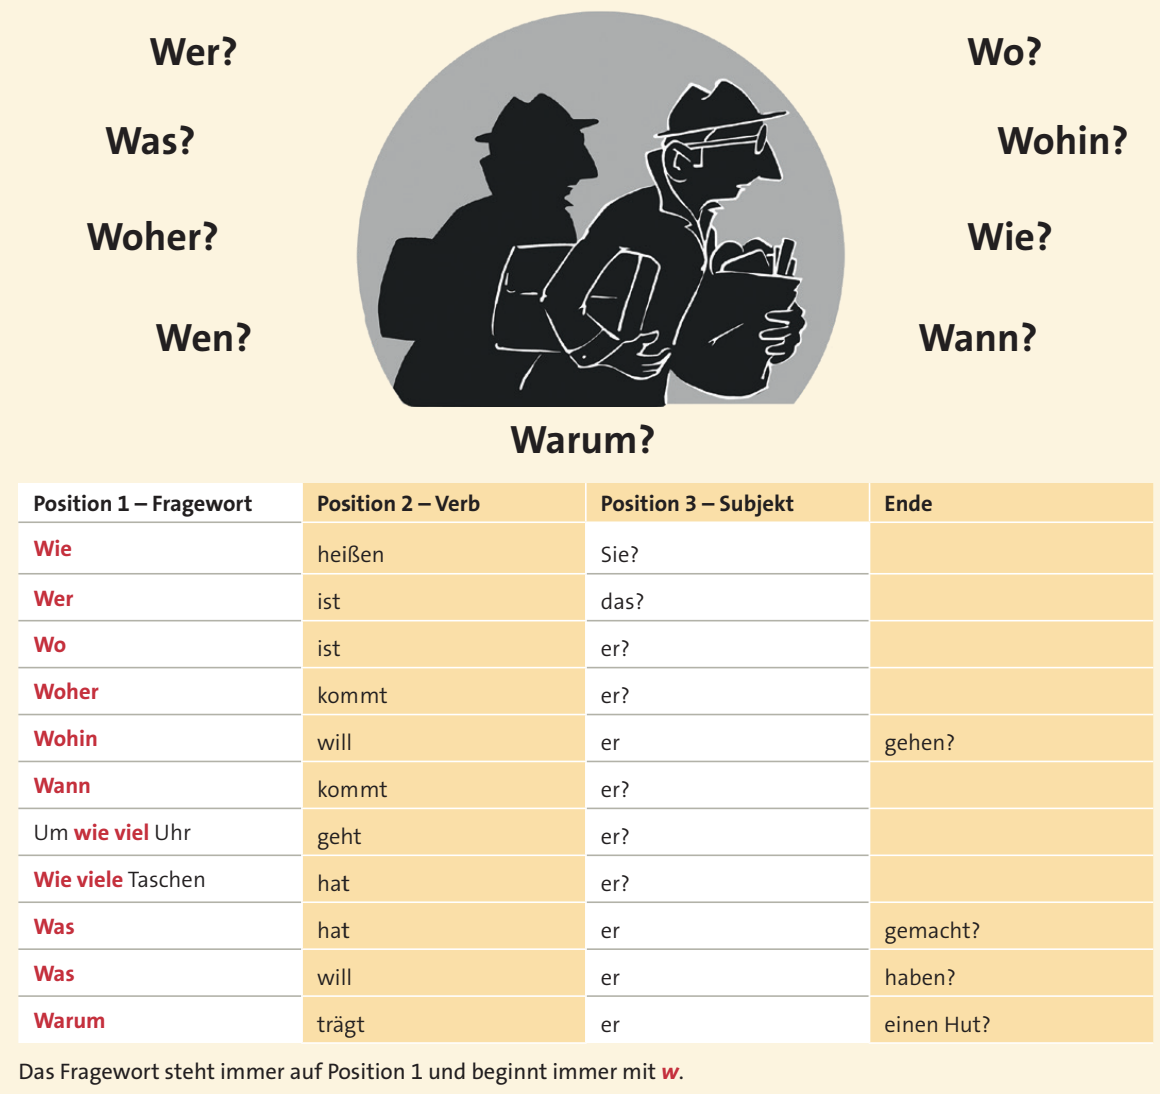 Wer?
Wo?
Was?
Wohin?
Woher?
Wie?
Wen?
Wann?
Warum?
Position 1 – Fragewort Position 2 – Verb Position 3 – Subjekt Ende
Wie heißen Sie?
Wer ist das?
Wo ist er?
Woher kommt er?
Wohin will er gehen?
Wann kommt er?
Um wie viel Uhr geht er?
Wie viele Taschen hat er?
Was hat er gemacht?
Was will er haben?
Warum trägt er einen Hut?
Das Fragewort steht immer auf Position 1 und beginnt immer mit w.